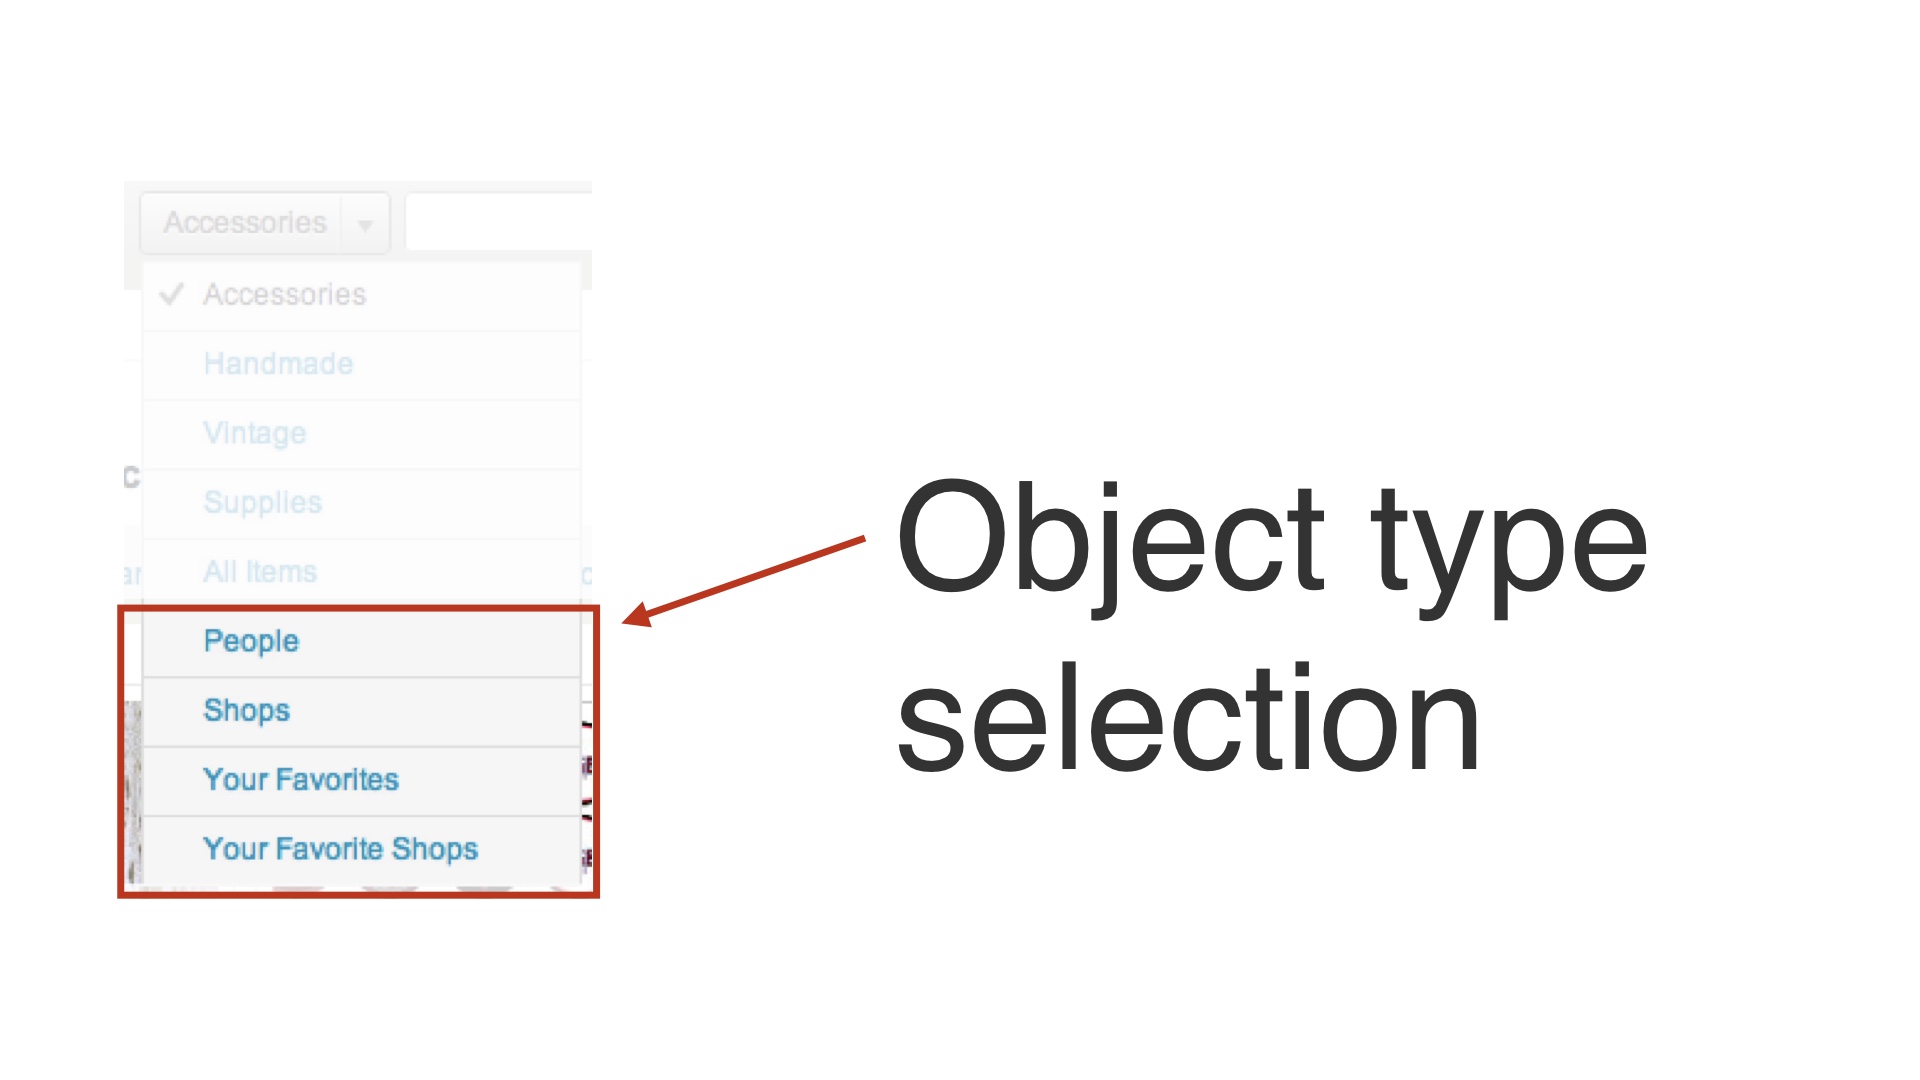 Accessories
Accessories
Handmade
Vintage
Supplies
All Items
People
Shops
Your Favorites
Your Favorite Shops
Object type
selection